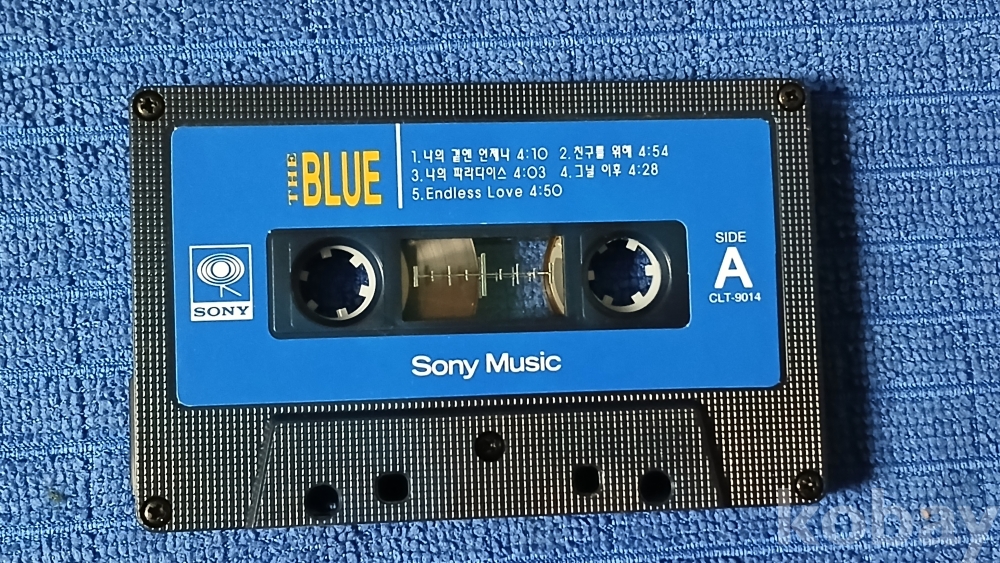 THE BLUE
1.나의 곁엔 언제나 4:10 2.친구를 위해 4:54
3.나의 파라다이스 4:03 4.그날 이후 4:28
5.Endless Love 4:50
SONY
SIDE
A
CLT-9014
Sony Music
kobay